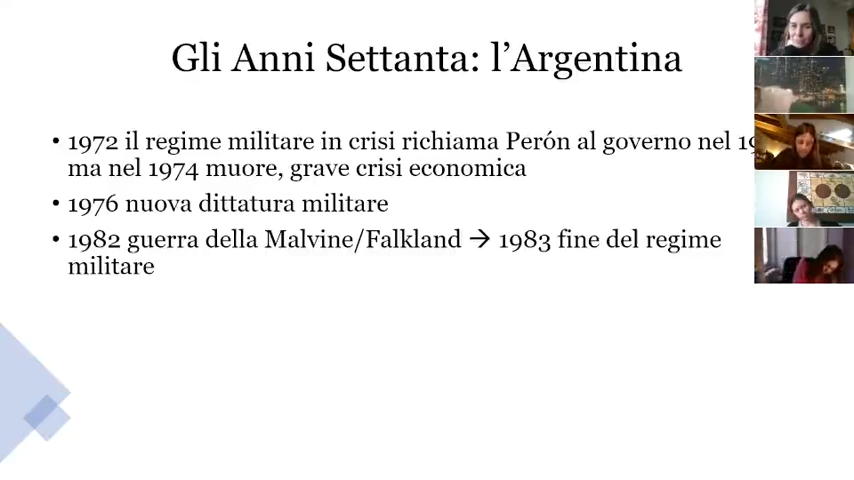 Gli Anni Settanta: l'Argentina
• 1972 il regime militare in crisi richiama Perón al governo nel
ma nel 1974 muore, grave crisi economica
• 1976 nuova dittatura militare
• 1982 guerra della Malvine/Falkland → 1983 fine del regime
militare